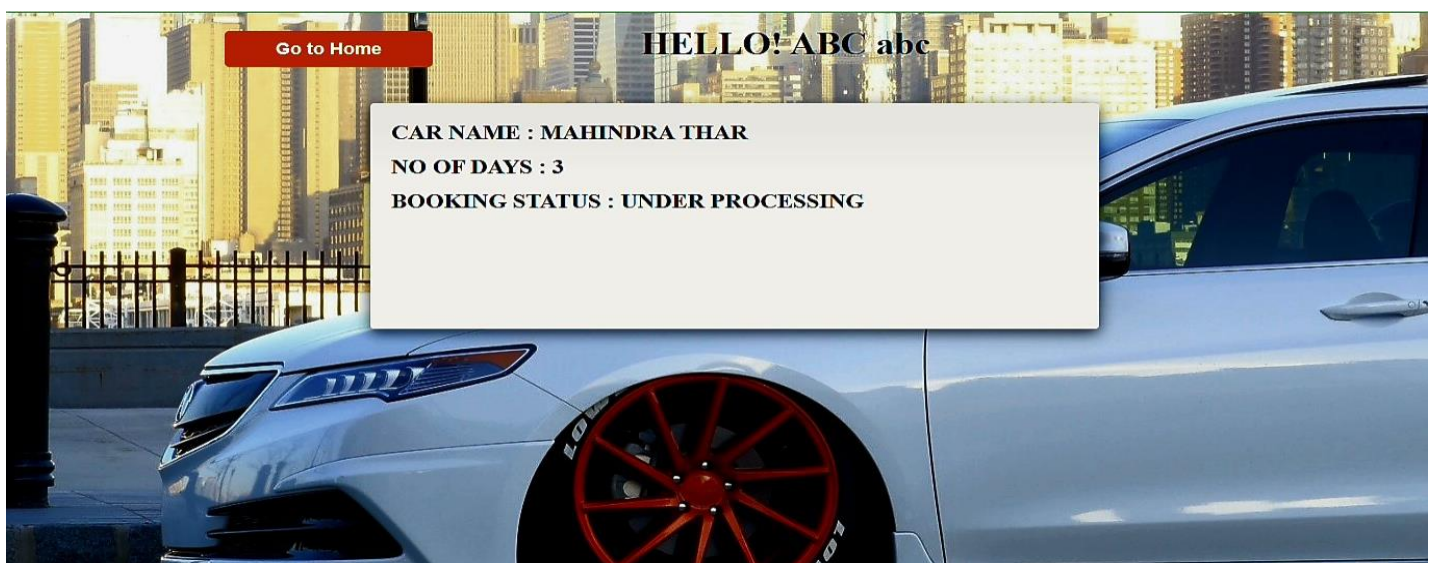 Go to Home
HELLO! ABC abc
CAR NAME : MAHINDRA THAR
NO OF DAYS : 3
BOOKING STATUS : UNDER PROCESSING